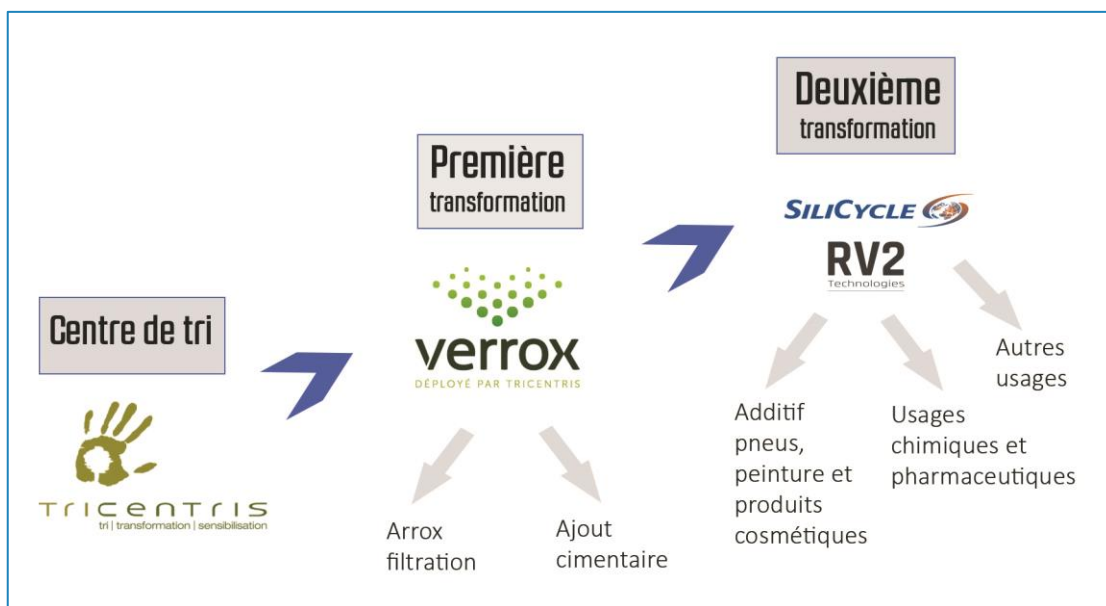 Centre de tri
TRICENTRIS
tri | transformation | sensibilisation
Première
transformation
verrox
DÉPLOYÉ PAR TRICENTRIS
Arrox
filtration
Ajout
cimentaire
Deuxième
transformation
SILICYCLE
RV2
Technologies
Additif
pneus,
peinture et
produits
cosmétiques
Usages
chimiques et
pharmaceutiques
Autres
usages